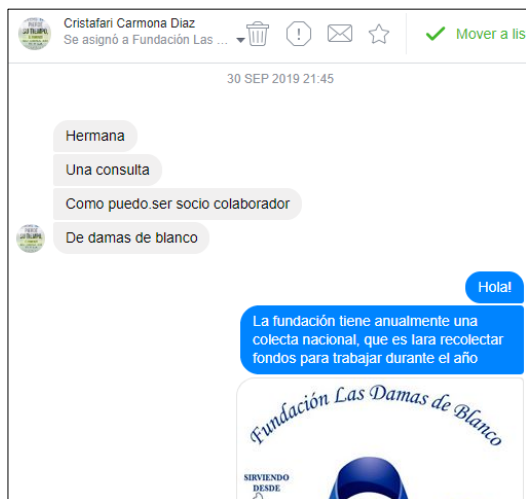 Cristafari Carmona Diaz
Se asignó a Fundación Las ...
Mover a lis
30 SEP 2019 21:45
Hermana
Una consulta
Como puedo.ser socio colaborador
De damas de blanco
Hola!
La fundación tiene anualmente una
colecta nacional, que es lara recolectar
fondos para trabajar durante el año
Fundación Las Damas de Blanco
SIRVIENDO
DESDE